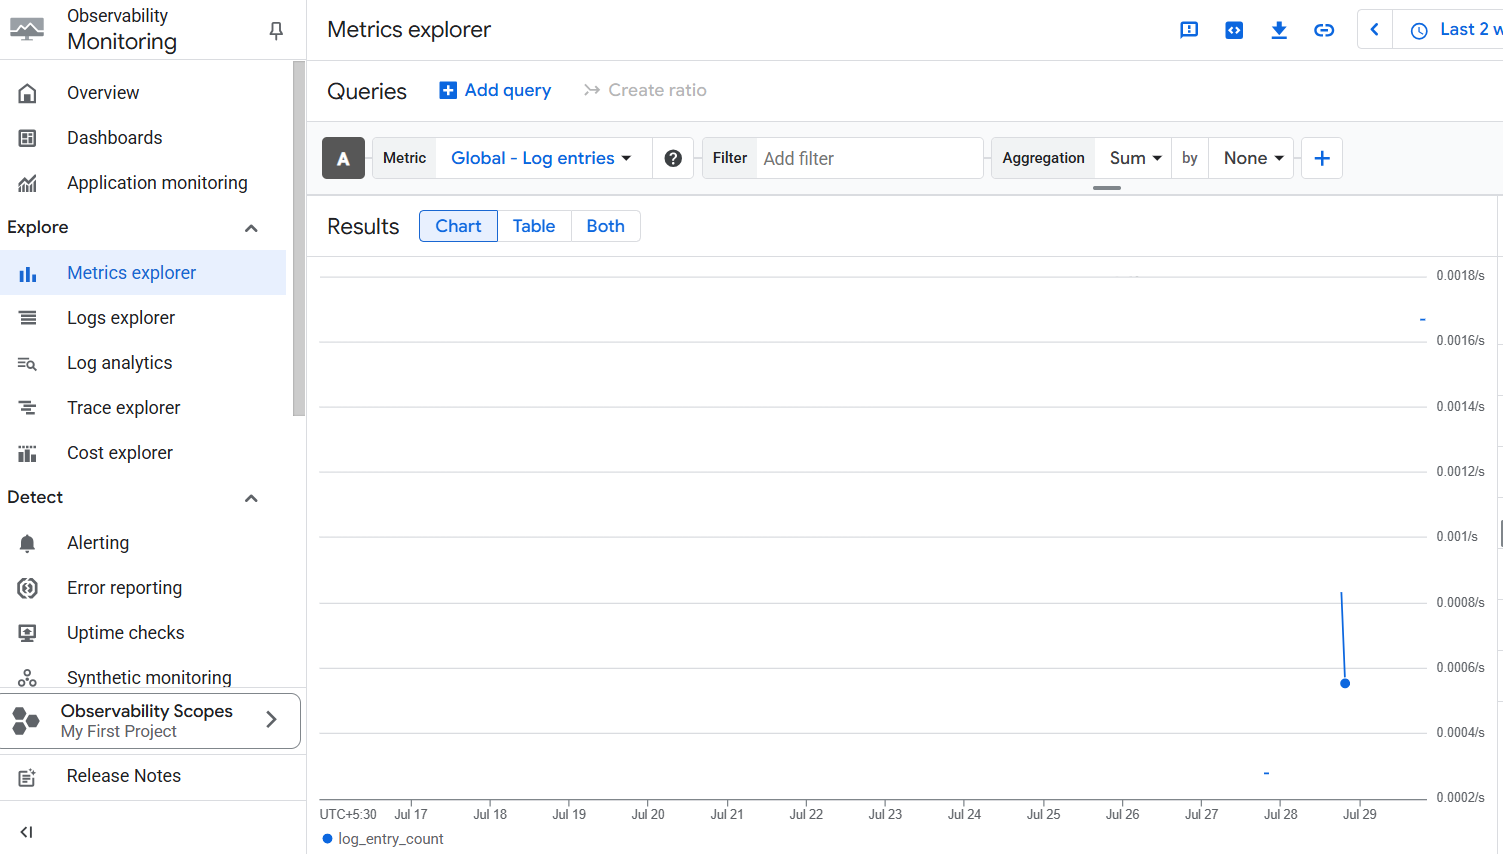 Observability
Monitoring
Overview
Dashboards
Application monitoring
Explore
Metrics explorer
Logs explorer
Log analytics
Trace explorer
Cost explorer
Detect
Alerting
Error reporting
Uptime checks
Synthetic monitoring
Observability Scopes
My First Project
Release Notes
Metrics explorer
Last 2 w
Queries
Add query
Create ratio
A
Metric
Global - Log entries
Filter
Add filter
Aggregation
Sum
by
None
Results
Chart
Table
Both
0.0018/s
0.0016/s
0.0014/s
0.0012/s
0.001/s
0.0008/s
0.0006/s
0.0004/s
0.0002/s
UTC+5:30 Jul 17 Jul 18 Jul 19 Jul 20 Jul 21 Jul 22 Jul 23 Jul 24 Jul 25 Jul 26 Jul 27 Jul 28 Jul 29
log_entry_count